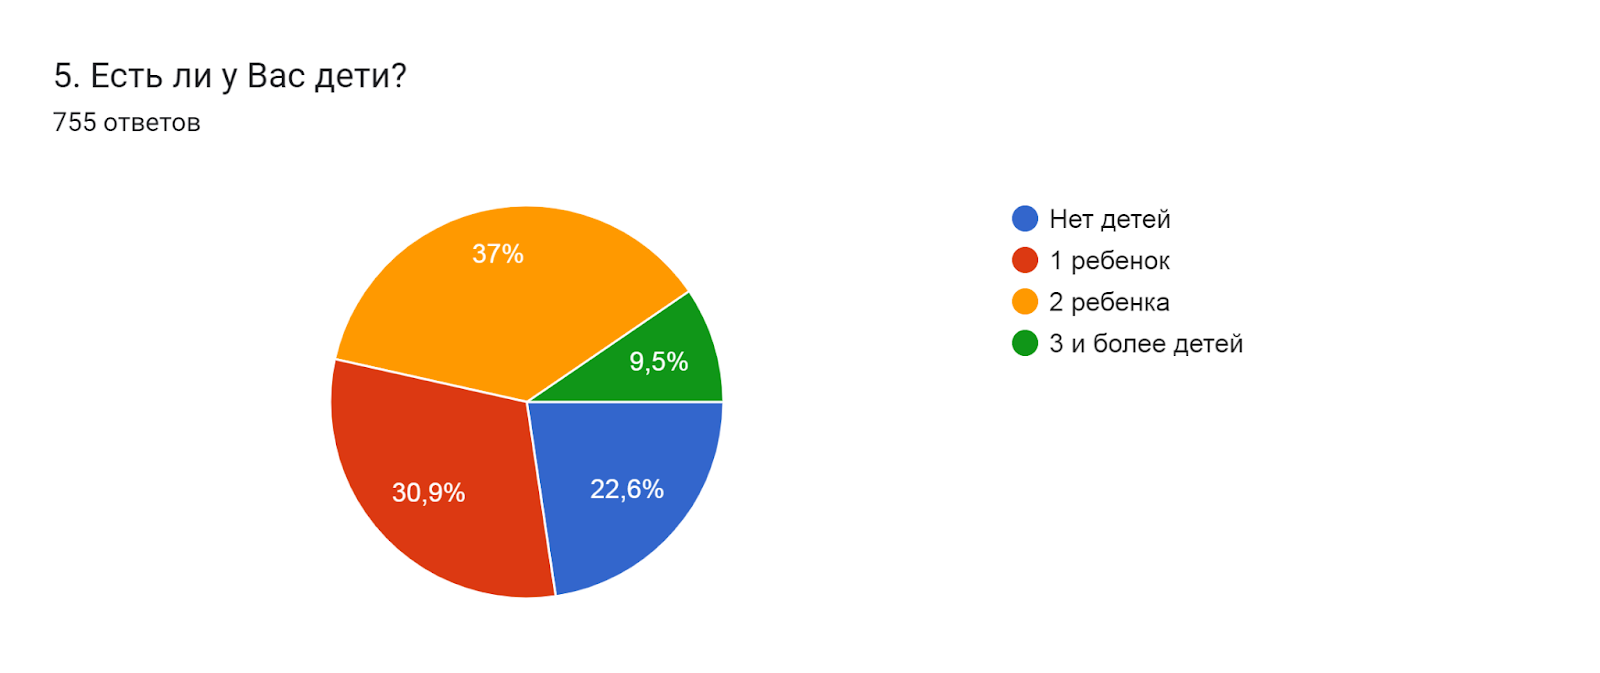 5. Есть ли у Вас дети?
755 ответов
37%
9,5%
30,9%
22,6%
Нет детей
1 ребенок
2 ребенка
3 и более детей